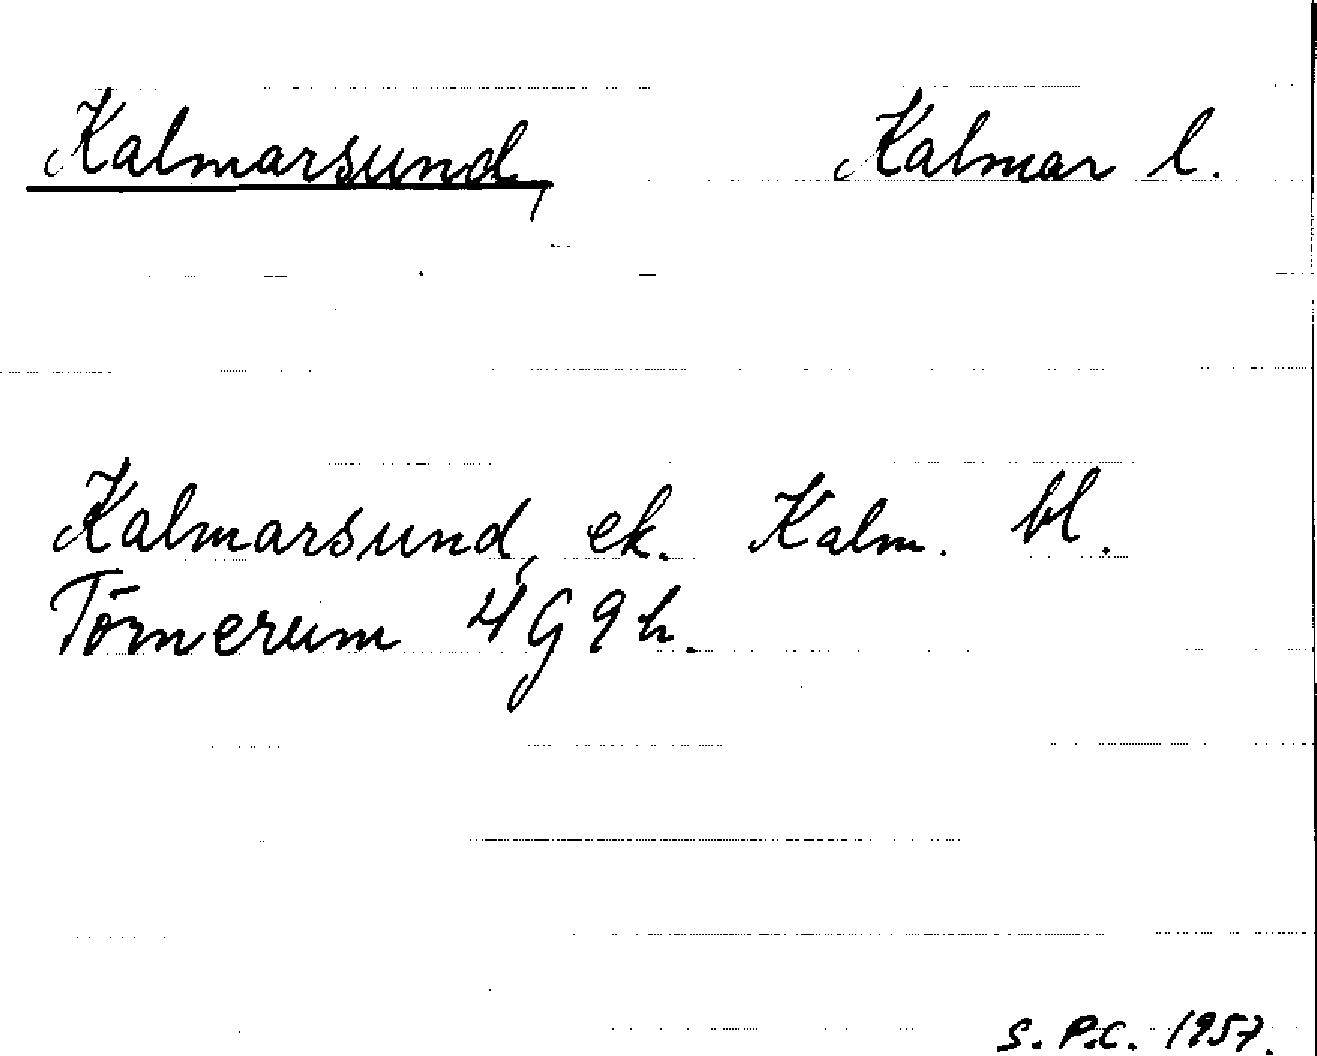 Kalmarsund, Kalmar l.
Kalmarsund, ek. Kalm. bl.
Törnerum 4G9h.
S. P.C. 1957.